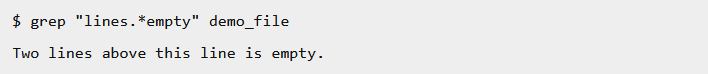 $ grep "lines.*empty" demo_file
Two lines above this line is empty.